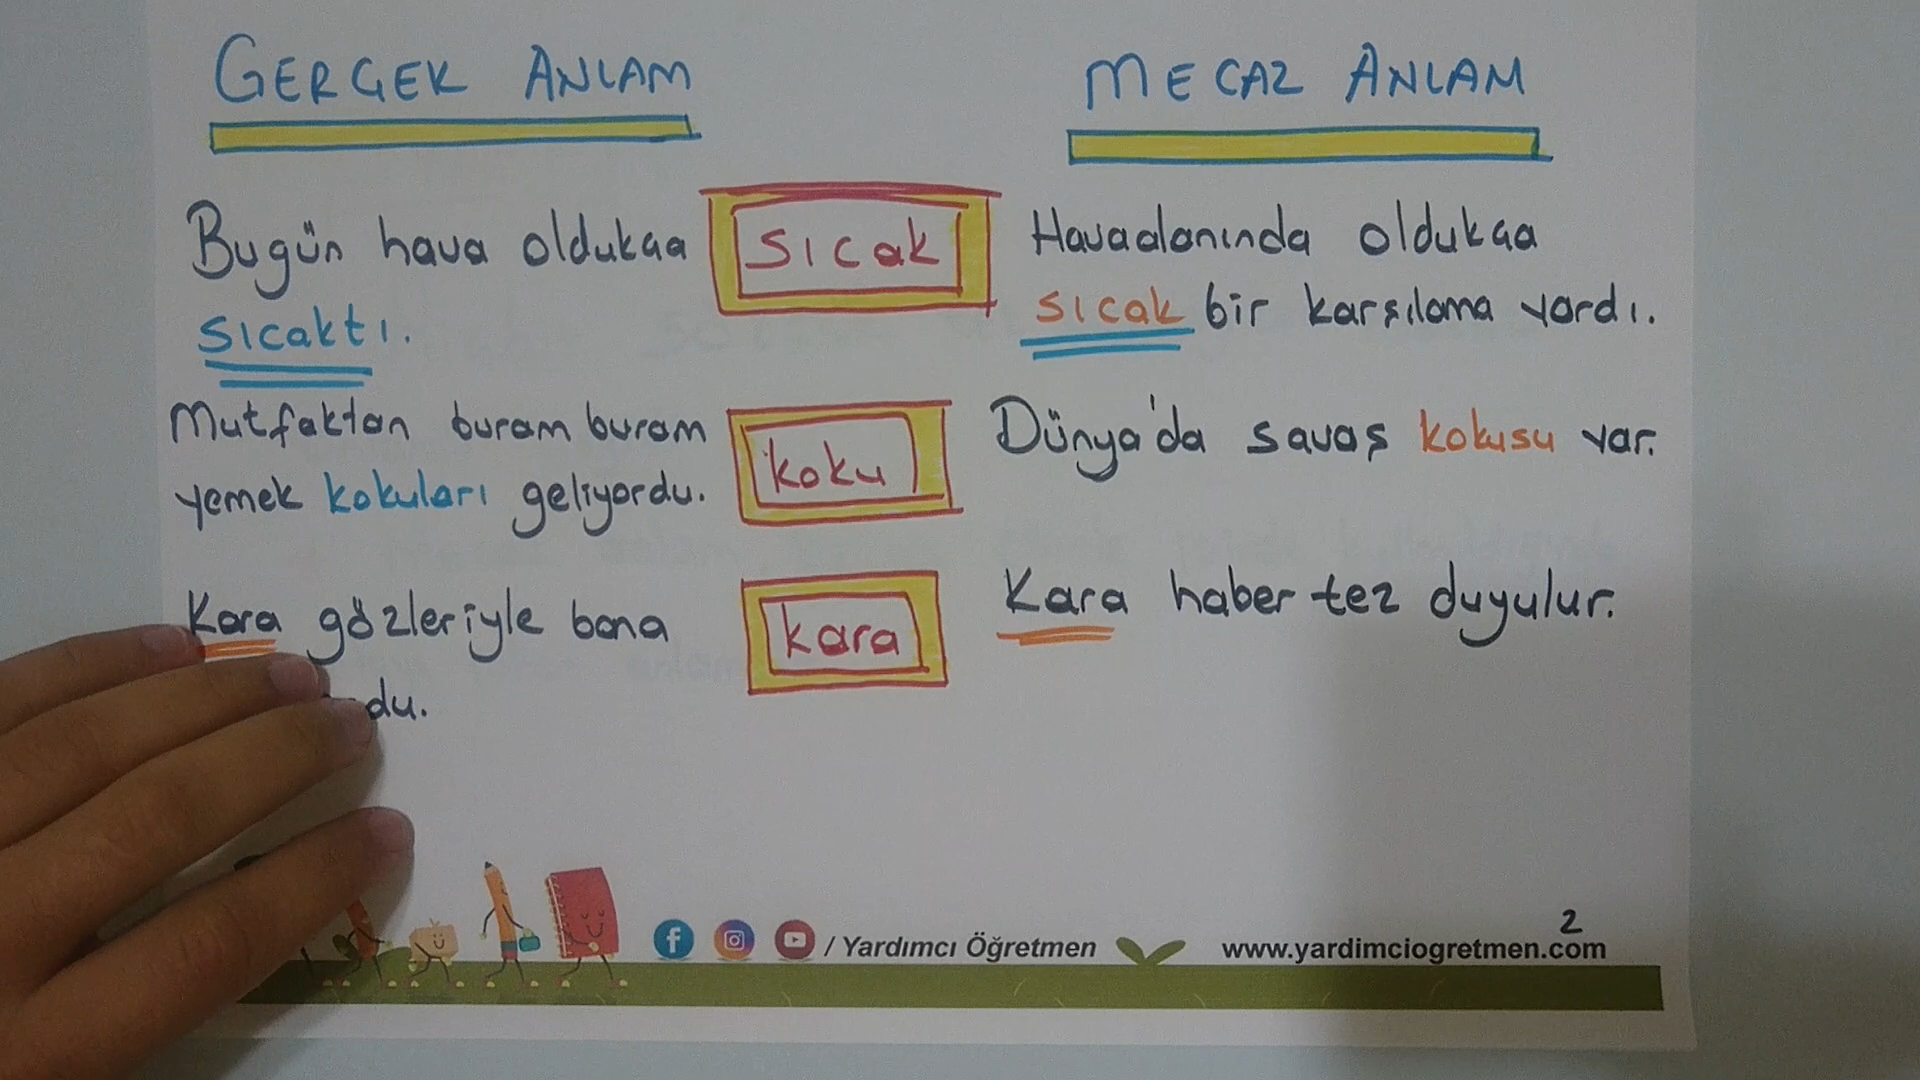 GERÇEK ANLAM
MECAZ ANLAM
Bugün hava oldukça
sıcaktı.
sıcak
Havaalanında oldukça
sıcak bir karşılama vardı.
Mutfaktan buram buram
yemek kokuları geliyordu.
koku
Dünya'da savaş kokusu var.
Kara gözleriyle bana
du.
kara
Kara haber tez duyulur.
2
/ Yardımcı Öğretmen
www.yardimciogretmen.com